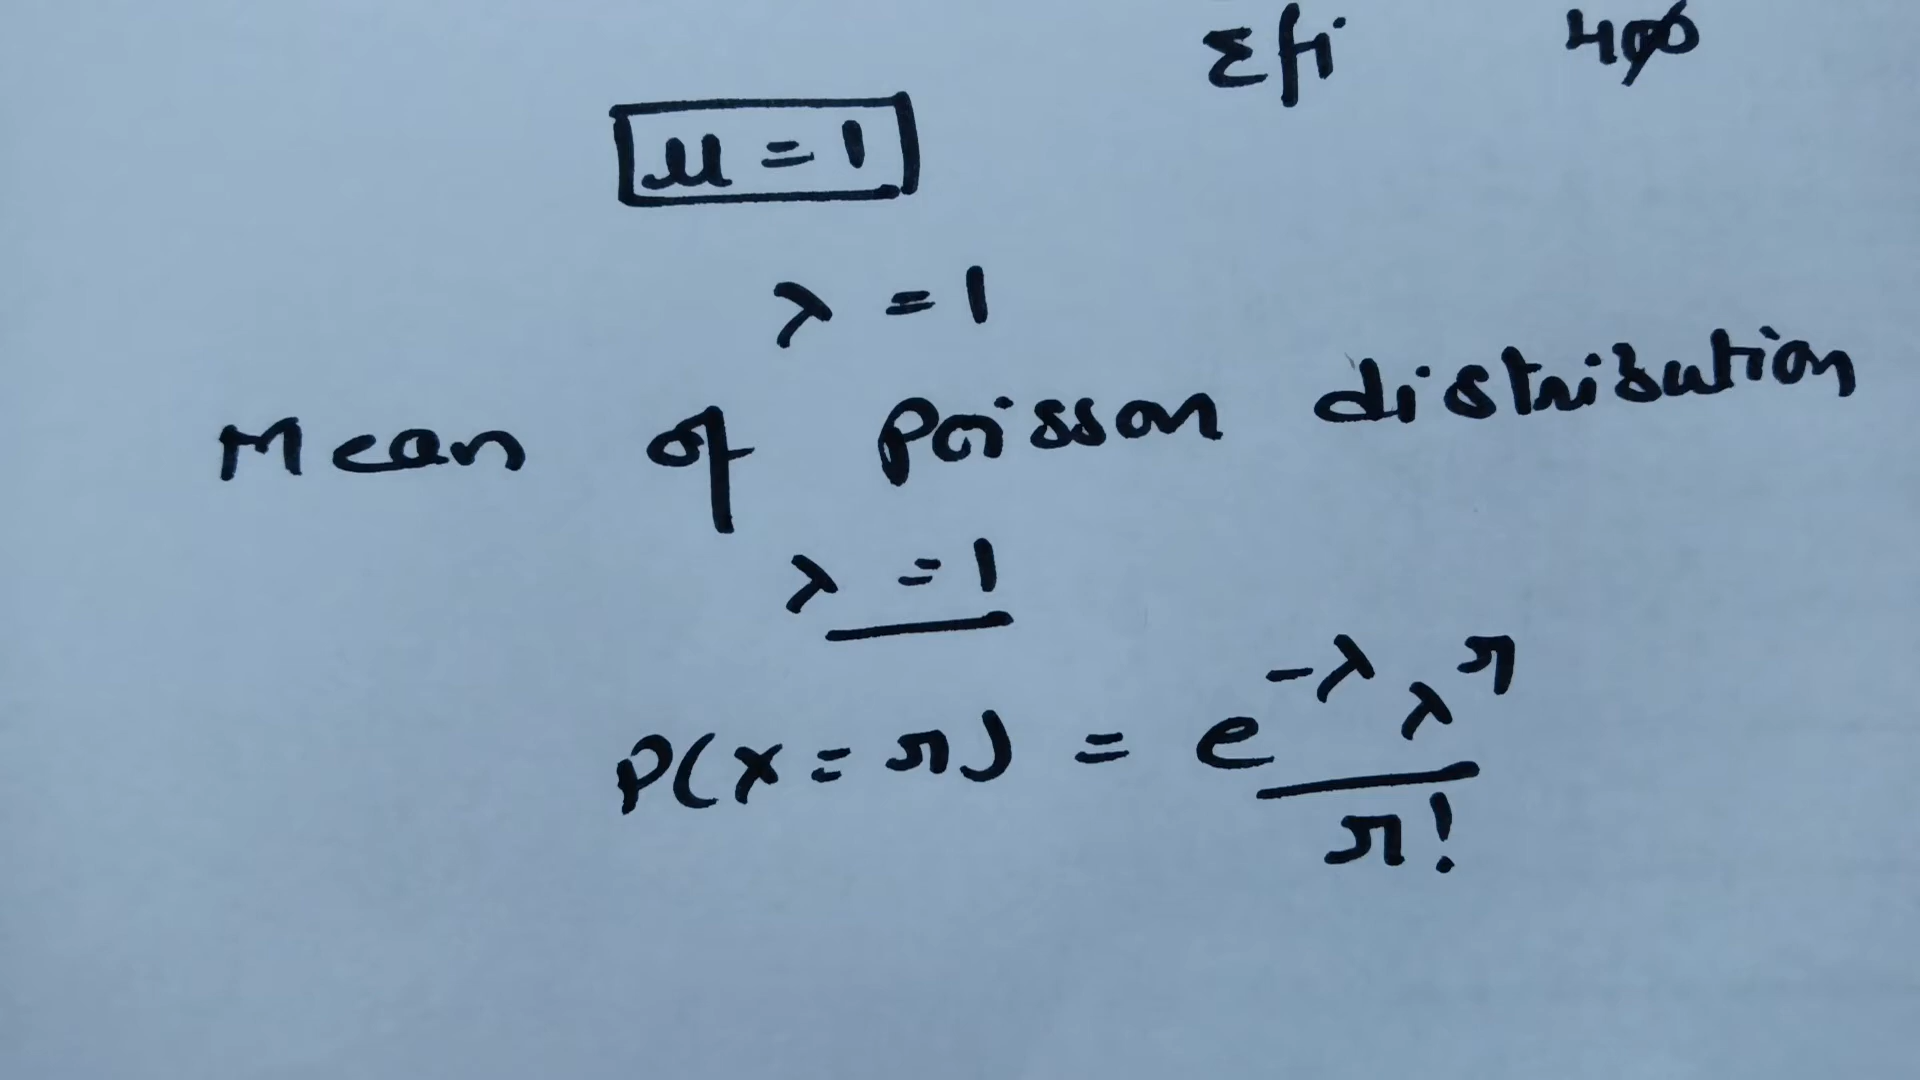 Σfi 400
μ = 1
λ = 1
Mean of Poisson distribution
λ = 1
P(x = r) = e^-λ λ^r / r!